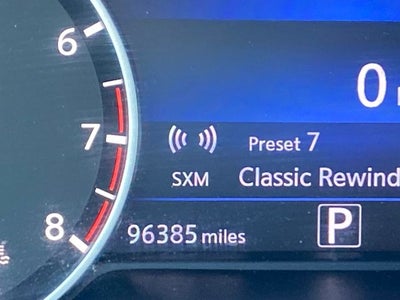 6
0
7
Preset 7
SXM Classic Rewind
8
96385 miles P